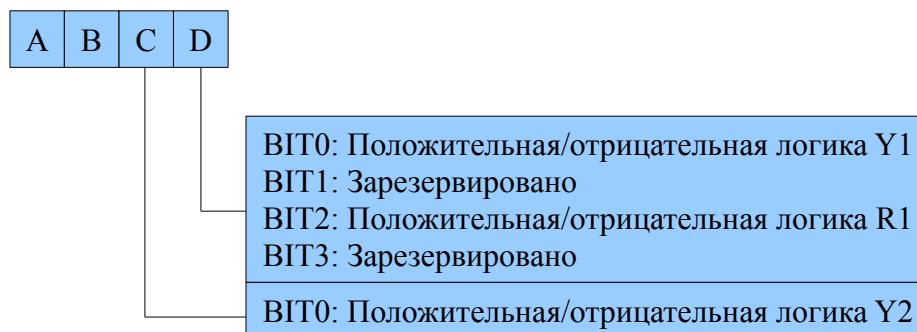 A B C D
BIT0: Положительная/отрицательная логика Y1
BIT1: Зарезервировано
BIT2: Положительная/отрицательная логика R1
BIT3: Зарезервировано
BIT0: Положительная/отрицательная логика Y2